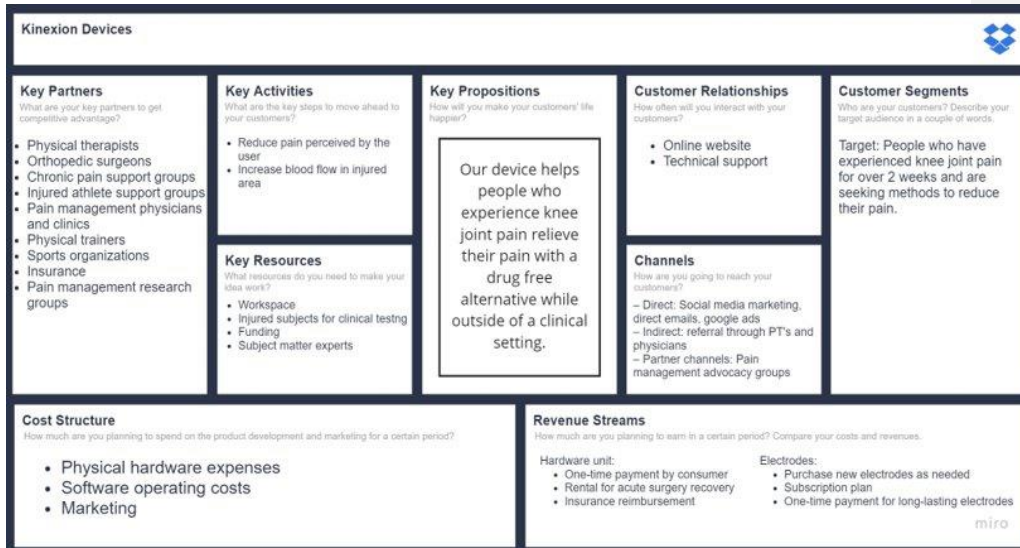 Kinexion Devices
Key Partners
What are your key partners to get
competitive advantage?
• Physical therapists
• Orthopedic surgeons
• Chronic pain support groups
• Injured athlete support groups
• Pain management physicians
and clinics
• Physical trainers
• Sports organizations
• Insurance
• Pain management research
groups
Key Activities
What are the key steps to move ahead to
your customers?
• Reduce pain perceived by the
user
• Increase blood flow in injured
area
Key Resources
What resources do you need to make your
idea work?
• Workspace
• Injured subjects for clinical testng
• Funding
• Subject matter experts
Key Propositions
How will you make your customers' life
happier?
Our device helps
people who
experience knee
joint pain relieve
their pain with a
drug free
alternative while
outside of a clinical
setting.
Customer Relationships
How often will you interact with your
customers?
• Online website
• Technical support
Channels
How are you going to reach your
customers?
– Direct: Social media marketing,
direct emails, google ads
– Indirect: referral through PT's and
physicians
– Partner channels: Pain
management advocacy groups
Customer Segments
Who are your customers? Describe your
target audience in a couple of words.
Target: People who have
experienced knee joint pain
for over 2 weeks and are
seeking methods to reduce
their pain.
Cost Structure
How much are you planning to spend on the product development and marketing for a certain period?
• Physical hardware expenses
• Software operating costs
• Marketing
Revenue Streams
How much are you planning to earn in a certain period? Compare your costs and revenues.
Hardware unit:
• One-time payment by consumer
• Rental for acute surgery recovery
• Insurance reimbursement
Electrodes:
• Purchase new electrodes as needed
• Subscription plan
• One-time payment for long-lasting electrodes
miro